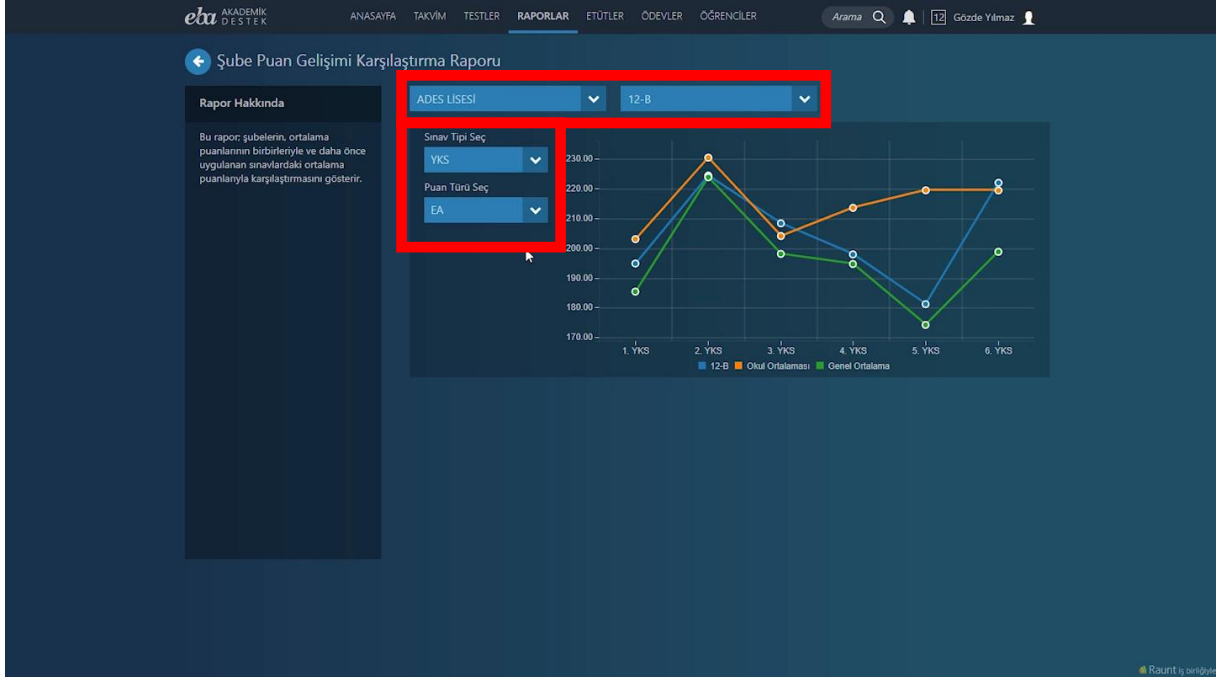 eba AKADEMİK DESTEK
ANASAYFA TAKVİM TESTLER RAPORLAR ETÜTLER ÖDEVLER ÖĞRENCİLER Arama 12 Gözde Yılmaz
Şube Puan Gelişimi Karşılaştırma Raporu
Rapor Hakkında
Bu rapor; şubelerin, ortalama
puanlarının birbirleriyle ve daha önce
uygulanan sınavlardaki ortalama
puanlarıyla karşılaştırmasını gösterir.
ADES LİSESİ 12-B
Sınav Tipi Seç
YKS
Puan Türü Seç
EA
230.00
220.00
210.00
200.00
190.00
180.00
170.00
1. YKS 2. YKS 3. YKS 4. YKS 5. YKS 6. YKS
12-B Okul Ortalaması Genel Ortalama
Raunt iş birliğiyle